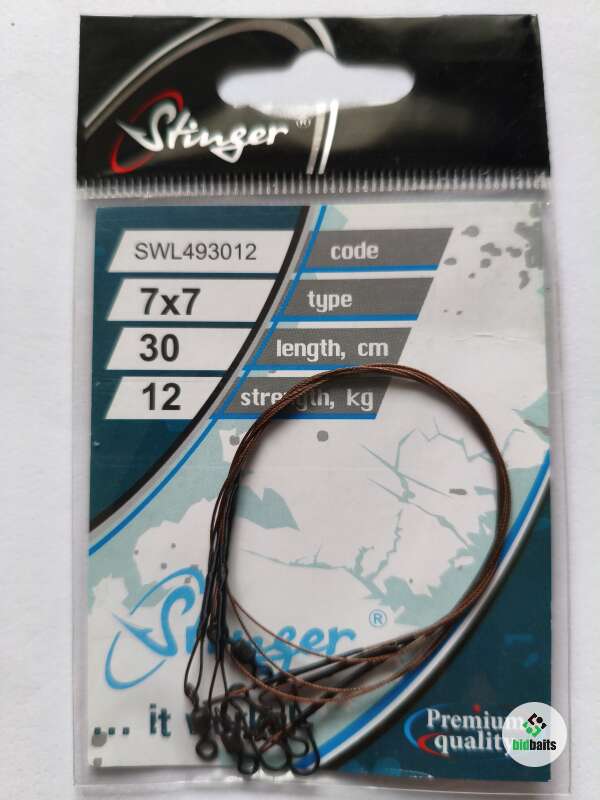 Stinger®
SWL493012 code
7x7 type
30 length, cm
12 strength, kg
Stinger ®
... it
Premium
quality
bidbaits